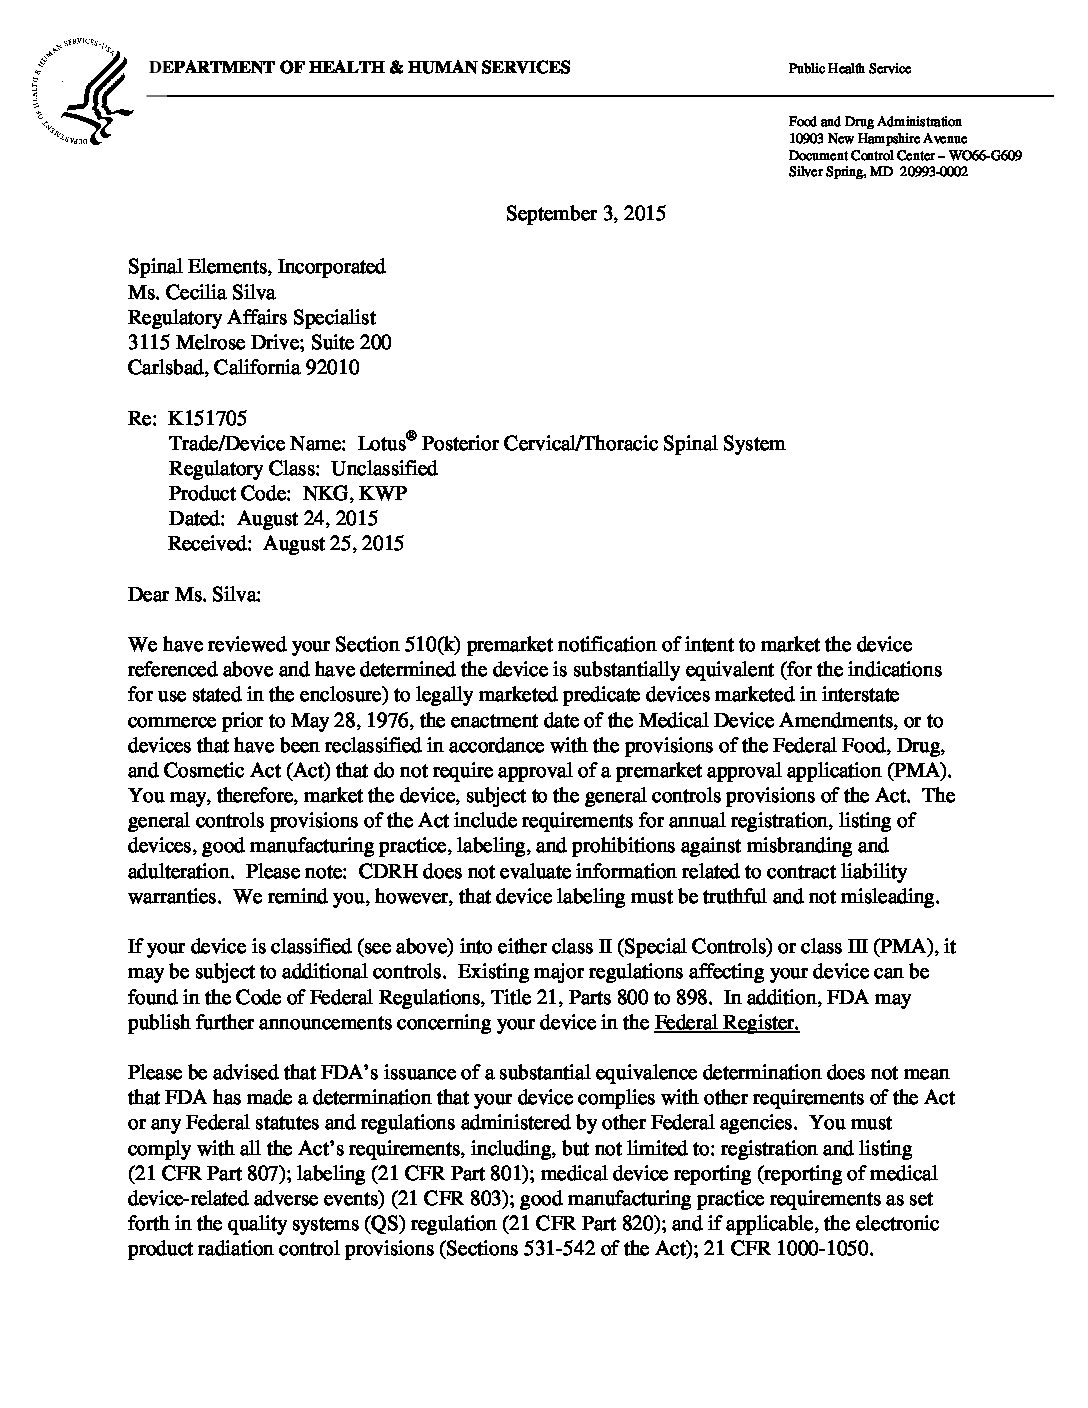 DEPARTMENT OF HEALTH & HUMAN SERVICES·USA
DEPARTMENT OF HEALTH & HUMAN SERVICES
Public Health Service
Food and Drug Administration
10903 New Hampshire Avenue
Document Control Center – WO66-G609
Silver Spring, MD 20993-0002
September 3, 2015
Spinal Elements, Incorporated
Ms. Cecilia Silva
Regulatory Affairs Specialist
3115 Melrose Drive; Suite 200
Carlsbad, California 92010
Re: K151705
Trade/Device Name: Lotus® Posterior Cervical/Thoracic Spinal System
Regulatory Class: Unclassified
Product Code: NKG, KWP
Dated: August 24, 2015
Received: August 25, 2015
Dear Ms. Silva:
We have reviewed your Section 510(k) premarket notification of intent to market the device
referenced above and have determined the device is substantially equivalent (for the indications
for use stated in the enclosure) to legally marketed predicate devices marketed in interstate
commerce prior to May 28, 1976, the enactment date of the Medical Device Amendments, or to
devices that have been reclassified in accordance with the provisions of the Federal Food, Drug,
and Cosmetic Act (Act) that do not require approval of a premarket approval application (PMA).
You may, therefore, market the device, subject to the general controls provisions of the Act. The
general controls provisions of the Act include requirements for annual registration, listing of
devices, good manufacturing practice, labeling, and prohibitions against misbranding and
adulteration. Please note: CDRH does not evaluate information related to contract liability
warranties. We remind you, however, that device labeling must be truthful and not misleading.
If your device is classified (see above) into either class II (Special Controls) or class III (PMA), it
may be subject to additional controls. Existing major regulations affecting your device can be
found in the Code of Federal Regulations, Title 21, Parts 800 to 898. In addition, FDA may
publish further announcements concerning your device in the Federal Register.
Please be advised that FDA's issuance of a substantial equivalence determination does not mean
that FDA has made a determination that your device complies with other requirements of the Act
or any Federal statutes and regulations administered by other Federal agencies. You must
comply with all the Act's requirements, including, but not limited to: registration and listing
(21 CFR Part 807); labeling (21 CFR Part 801); medical device reporting (reporting of medical
device-related adverse events) (21 CFR 803); good manufacturing practice requirements as set
forth in the quality systems (QS) regulation (21 CFR Part 820); and if applicable, the electronic
product radiation control provisions (Sections 531-542 of the Act); 21 CFR 1000-1050.